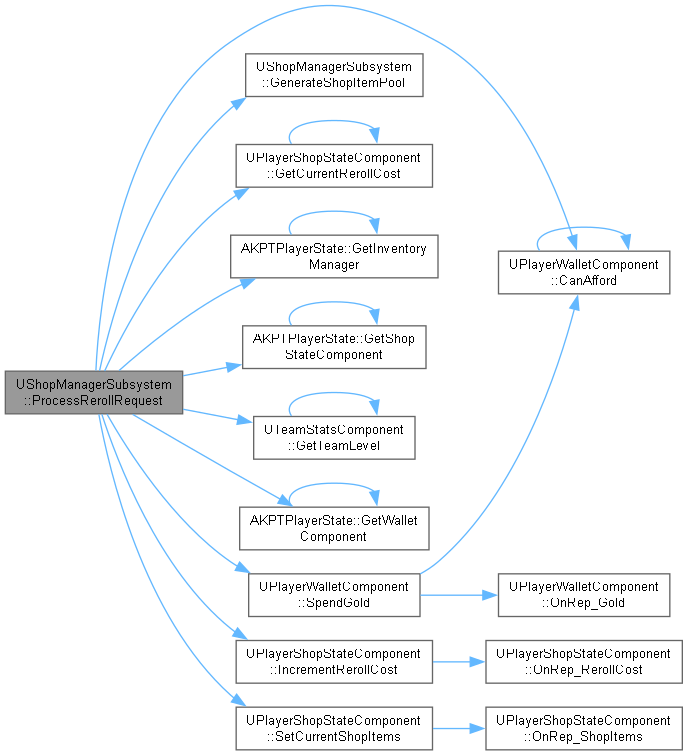 UShopManagerSubsystem
::GenerateShopItemPool
UPlayerShopStateComponent
::GetCurrentRerollCost
AKPTPlayerState::GetInventory
Manager
UPlayerWalletComponent
::CanAfford
AKPTPlayerState::GetShop
StateComponent
UShopManagerSubsystem
::ProcessRerollRequest
UTeamStatsComponent
::GetTeamLevel
AKPTPlayerState::GetWallet
Component
UPlayerWalletComponent
::SpendGold
UPlayerWalletComponent
::OnRep_Gold
UPlayerShopStateComponent
::IncrementRerollCost
UPlayerShopStateComponent
::OnRep_RerollCost
UPlayerShopStateComponent
::SetCurrentShopItems
UPlayerShopStateComponent
::OnRep_ShopItems